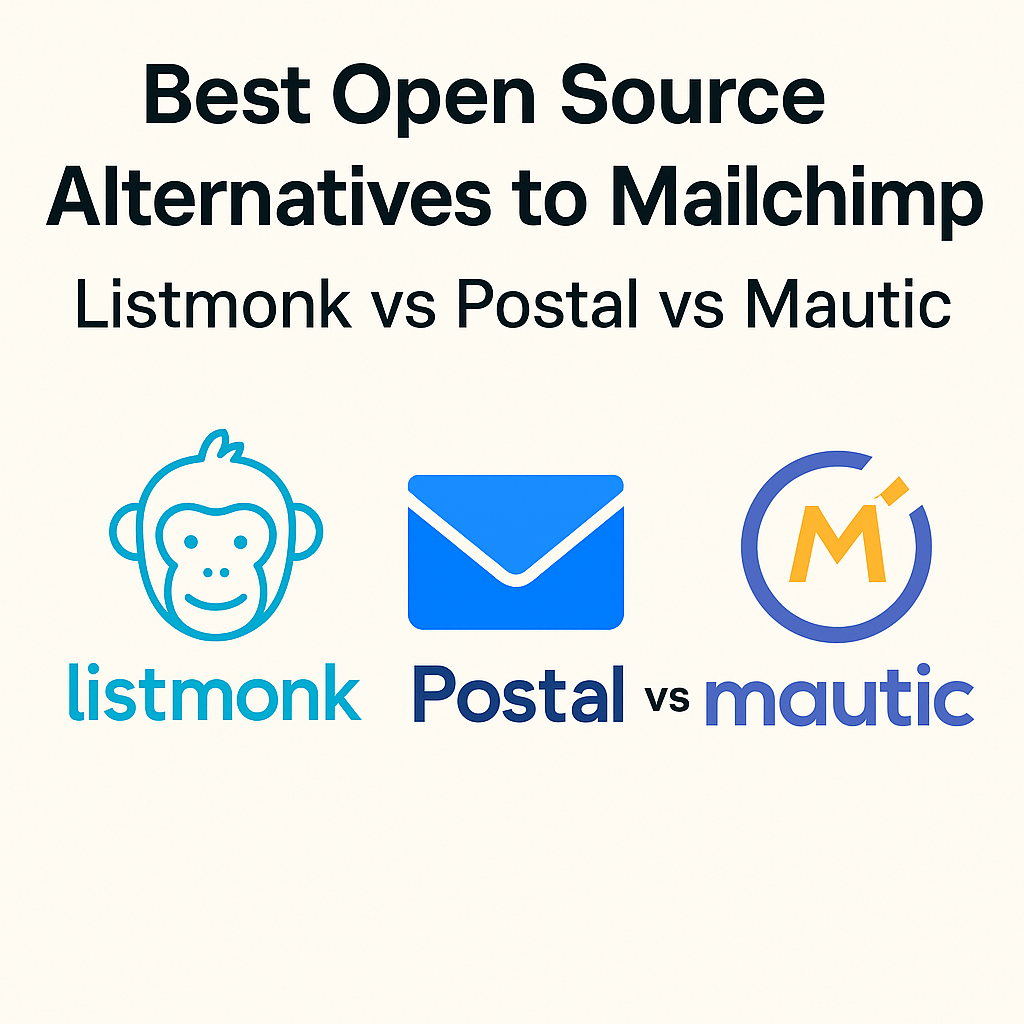 Best Open Source
Alternatives to Mailchimp
Listmonk vs Postal vs Mautic
M
listmonk Postal vs mautic